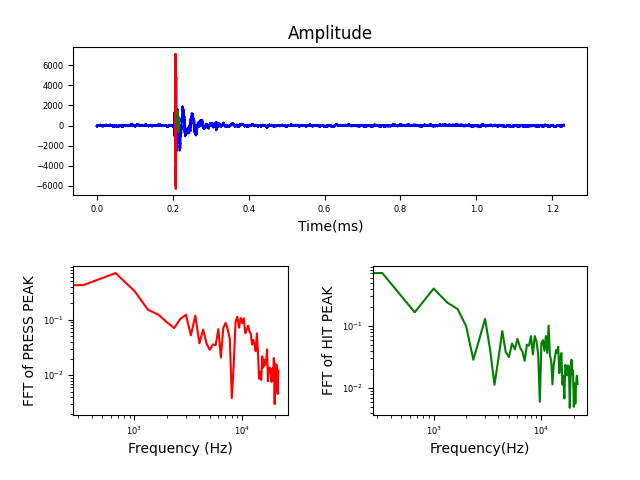 Amplitude
6000
4000
2000
0
−2000
−4000
−6000
0.0 0.2 0.4 0.6 0.8 1.0 1.2
Time(ms)
FFT of PRESS PEAK
10⁻¹
10⁻²
10³ 10⁴
Frequency (Hz)
FFT of HIT PEAK
10⁻¹
10⁻²
10³ 10⁴
Frequency(Hz)